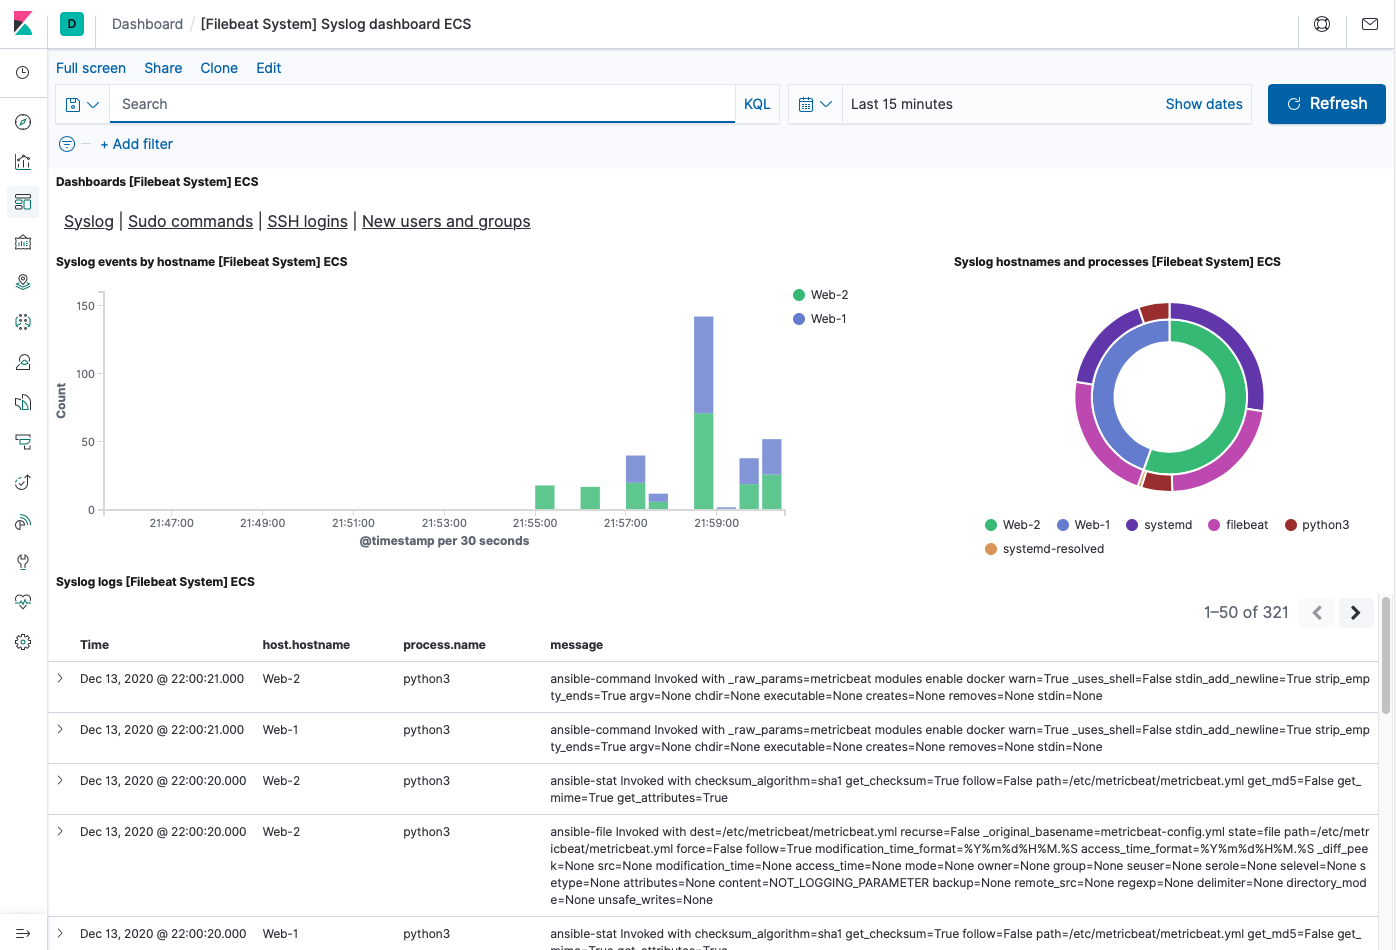 D
Dashboard / [Filebeat System] Syslog dashboard ECS
Full screen Share Clone Edit
Search KQL Last 15 minutes Show dates Refresh
+ Add filter
Dashboards [Filebeat System] ECS
Syslog | Sudo commands | SSH logins | New users and groups
Syslog events by hostname [Filebeat System] ECS
150
100
50
0
Count
21:47:00 21:49:00 21:51:00 21:53:00 21:55:00 21:57:00 21:59:00
@timestamp per 30 seconds
Web-2
Web-1
Syslog hostnames and processes [Filebeat System] ECS
Web-2 Web-1 systemd filebeat python3
systemd-resolved
Syslog logs [Filebeat System] ECS
1–50 of 321
Time host.hostname process.name message
Dec 13, 2020 @ 22:00:21.000 Web-2 python3 ansible-command Invoked with _raw_params=metricbeat modules enable docker warn=True _uses_shell=False stdin_add_newline=True strip_emp
ty_ends=True argv=None chdir=None executable=None creates=None removes=None stdin=None
Dec 13, 2020 @ 22:00:21.000 Web-1 python3 ansible-command Invoked with _raw_params=metricbeat modules enable docker warn=True _uses_shell=False stdin_add_newline=True strip_emp
ty_ends=True argv=None chdir=None executable=None creates=None removes=None stdin=None
Dec 13, 2020 @ 22:00:20.000 Web-2 python3 ansible-stat Invoked with checksum_algorithm=sha1 get_checksum=True follow=False path=/etc/metricbeat/metricbeat.yml get_md5=False get_
mime=True get_attributes=True
Dec 13, 2020 @ 22:00:20.000 Web-2 python3 ansible-file Invoked with dest=/etc/metricbeat/metricbeat.yml recurse=False _original_basename=metricbeat-config.yml state=file path=/etc/metr
icbeat/metricbeat.yml force=False follow=True modification_time_format=%Y%m%d%H%M.%S access_time_format=%Y%m%d%H%M.%S _diff_pee
k=None src=None modification_time=None access_time=None mode=None owner=None group=None seuser=None serole=None selevel=None s
etype=None attributes=None content=NOT_LOGGING_PARAMETER backup=None remote_src=None regexp=None delimiter=None directory_mod
e=None unsafe_writes=None
Dec 13, 2020 @ 22:00:20.000 Web-1 python3 ansible-stat Invoked with checksum_algorithm=sha1 get_checksum=True follow=False path=/etc/metricbeat/metricbeat.yml get_md5=False get_
mime=True get_attributes=True